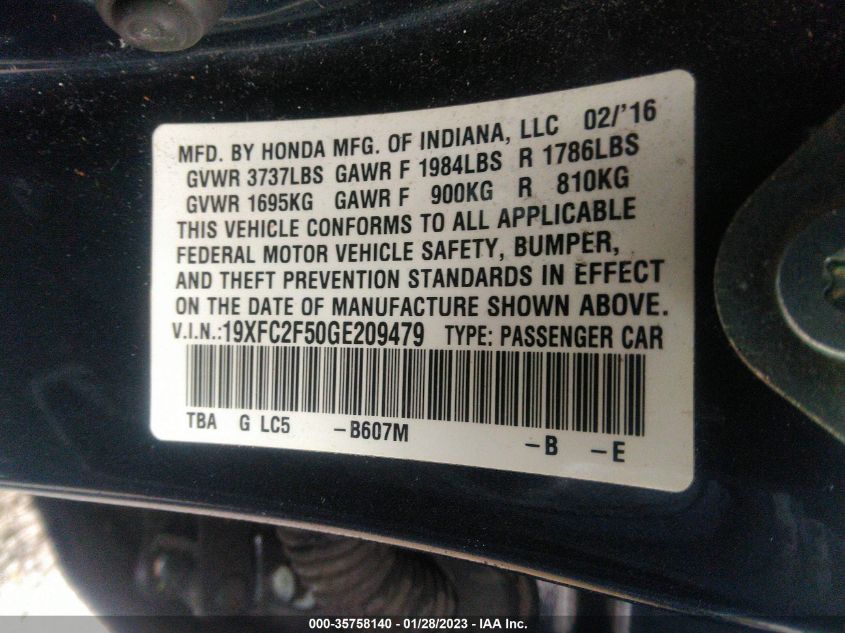 MFD. BY HONDA MFG. OF INDIANA, LLC 02/'16
GVWR 3737LBS GAWR F 1984LBS R 1786LBS
GVWR 1695KG GAWR F 900KG R 810KG
THIS VEHICLE CONFORMS TO ALL APPLICABLE
FEDERAL MOTOR VEHICLE SAFETY, BUMPER,
AND THEFT PREVENTION STANDARDS IN EFFECT
ON THE DATE OF MANUFACTURE SHOWN ABOVE.
V.I.N.:19XFC2F50GE209479 TYPE: PASSENGER CAR
TBA G LC5 –B607M –B –E
000-35758140 - 01/28/2023 - IAA Inc.